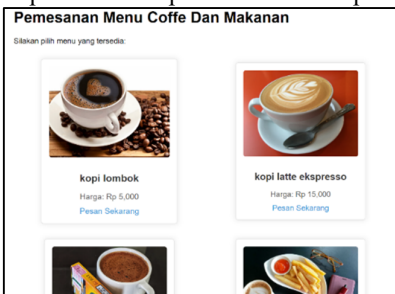 Pemesanan Menu Coffe Dan Makanan
Silakan pilih menu yang tersedia:
kopi lombok
Harga: Rp 5,000
Pesan Sekarang
kopi latte ekspresso
Harga: Rp 15,000
Pesan Sekarang